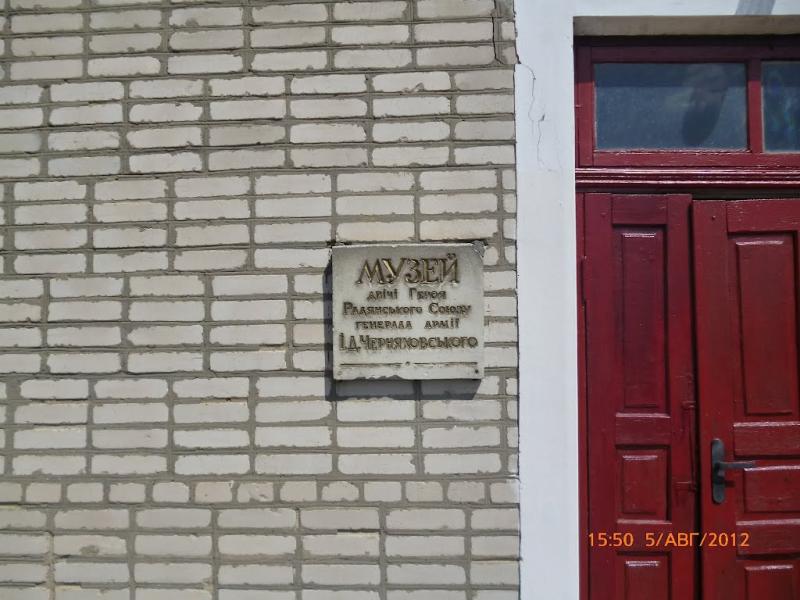 МУЗЕЙ
двічі Героя
Радянського Союзу
генерала армії
І.Д.Черняховського
15:50 5/АВГ/2012